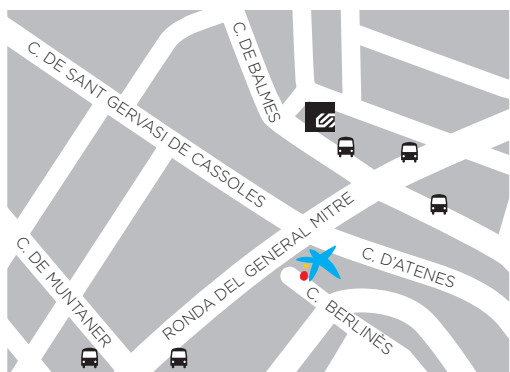 C. DE SANT GERVASI DE CASSOLES
C. DE BALMES
RONDA DEL GENERAL MITRE
C. D'ATENES
C. DE MUNTANER
C. BERLINÈS